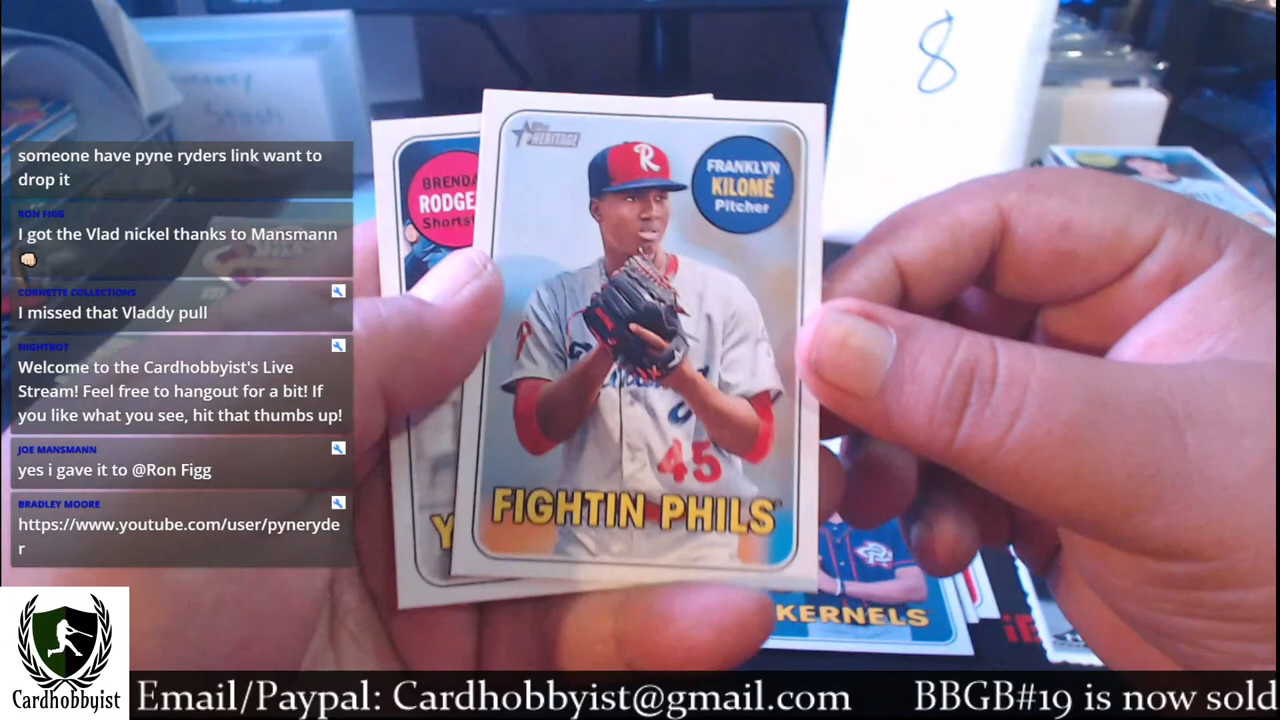 someone have pyne ryders link want to
drop it
RON FIGG
I got the Vlad nickel thanks to Mansmann
CORNETTE COLLECTIONS
I missed that Vladdy pull
NIGHTBOT
Welcome to the Cardhobbyist's Live
Stream! Feel free to hangout for a bit! If
you like what you see, hit that thumbs up!
JOE MANSMANN
yes i gave it to @Ron Figg
BRADLEY MOORE
https://www.youtube.com/user/pyneryde
r
8
Topps
HERITAGE
FRANKLYN
KILOMÉ
Pitcher
R
P
45
FIGHTIN PHILS
BRENDA
RODGE
Shortst
Y
KERNELS
Cardhobbyist
Email/Paypal: Cardhobbyist@gmail.com
BBGB#19 is now sold